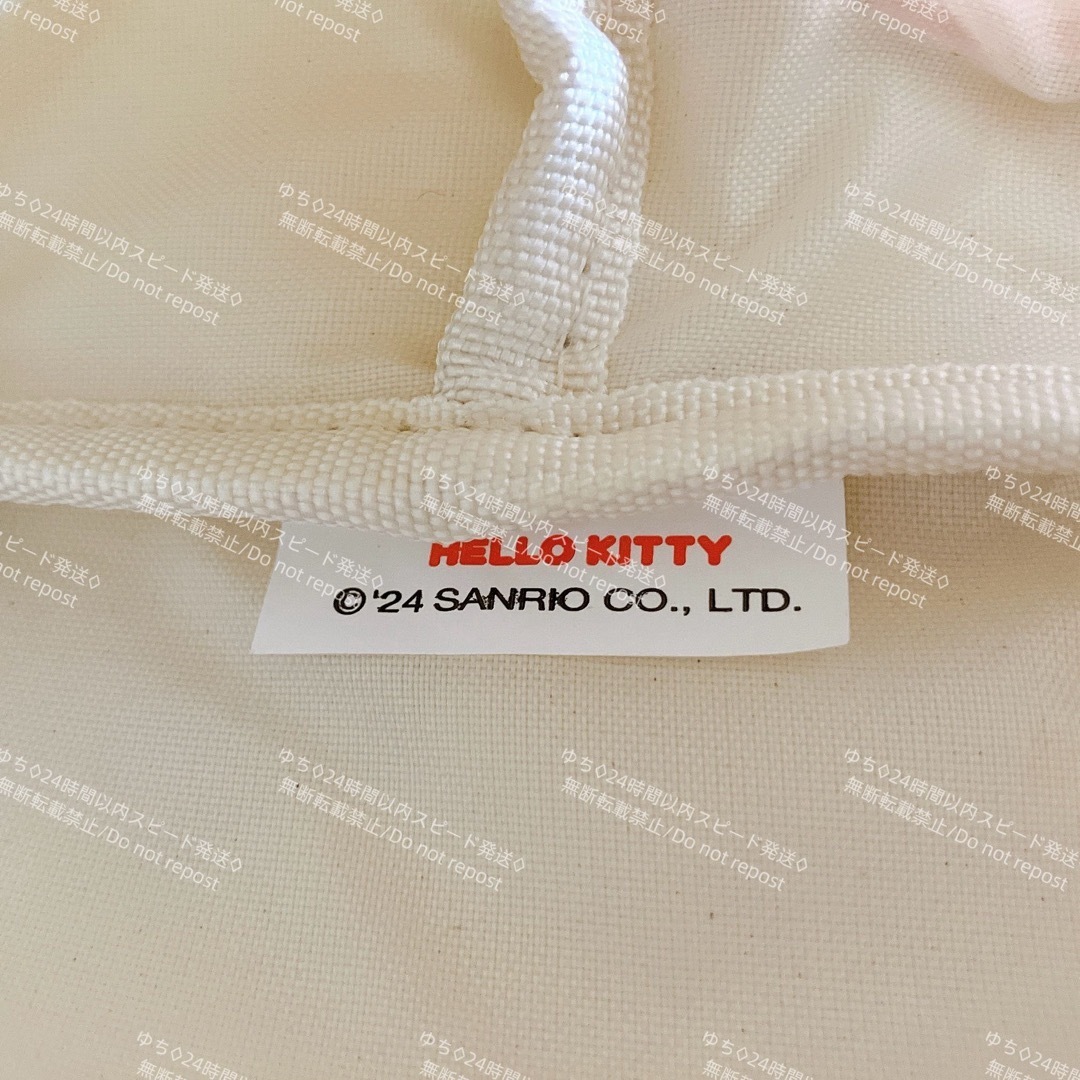 HELLO KITTY
© '24 SANRIO CO., LTD.
ゆち◇24時間以内スピード発送◇
無断転載禁止/Do not repost